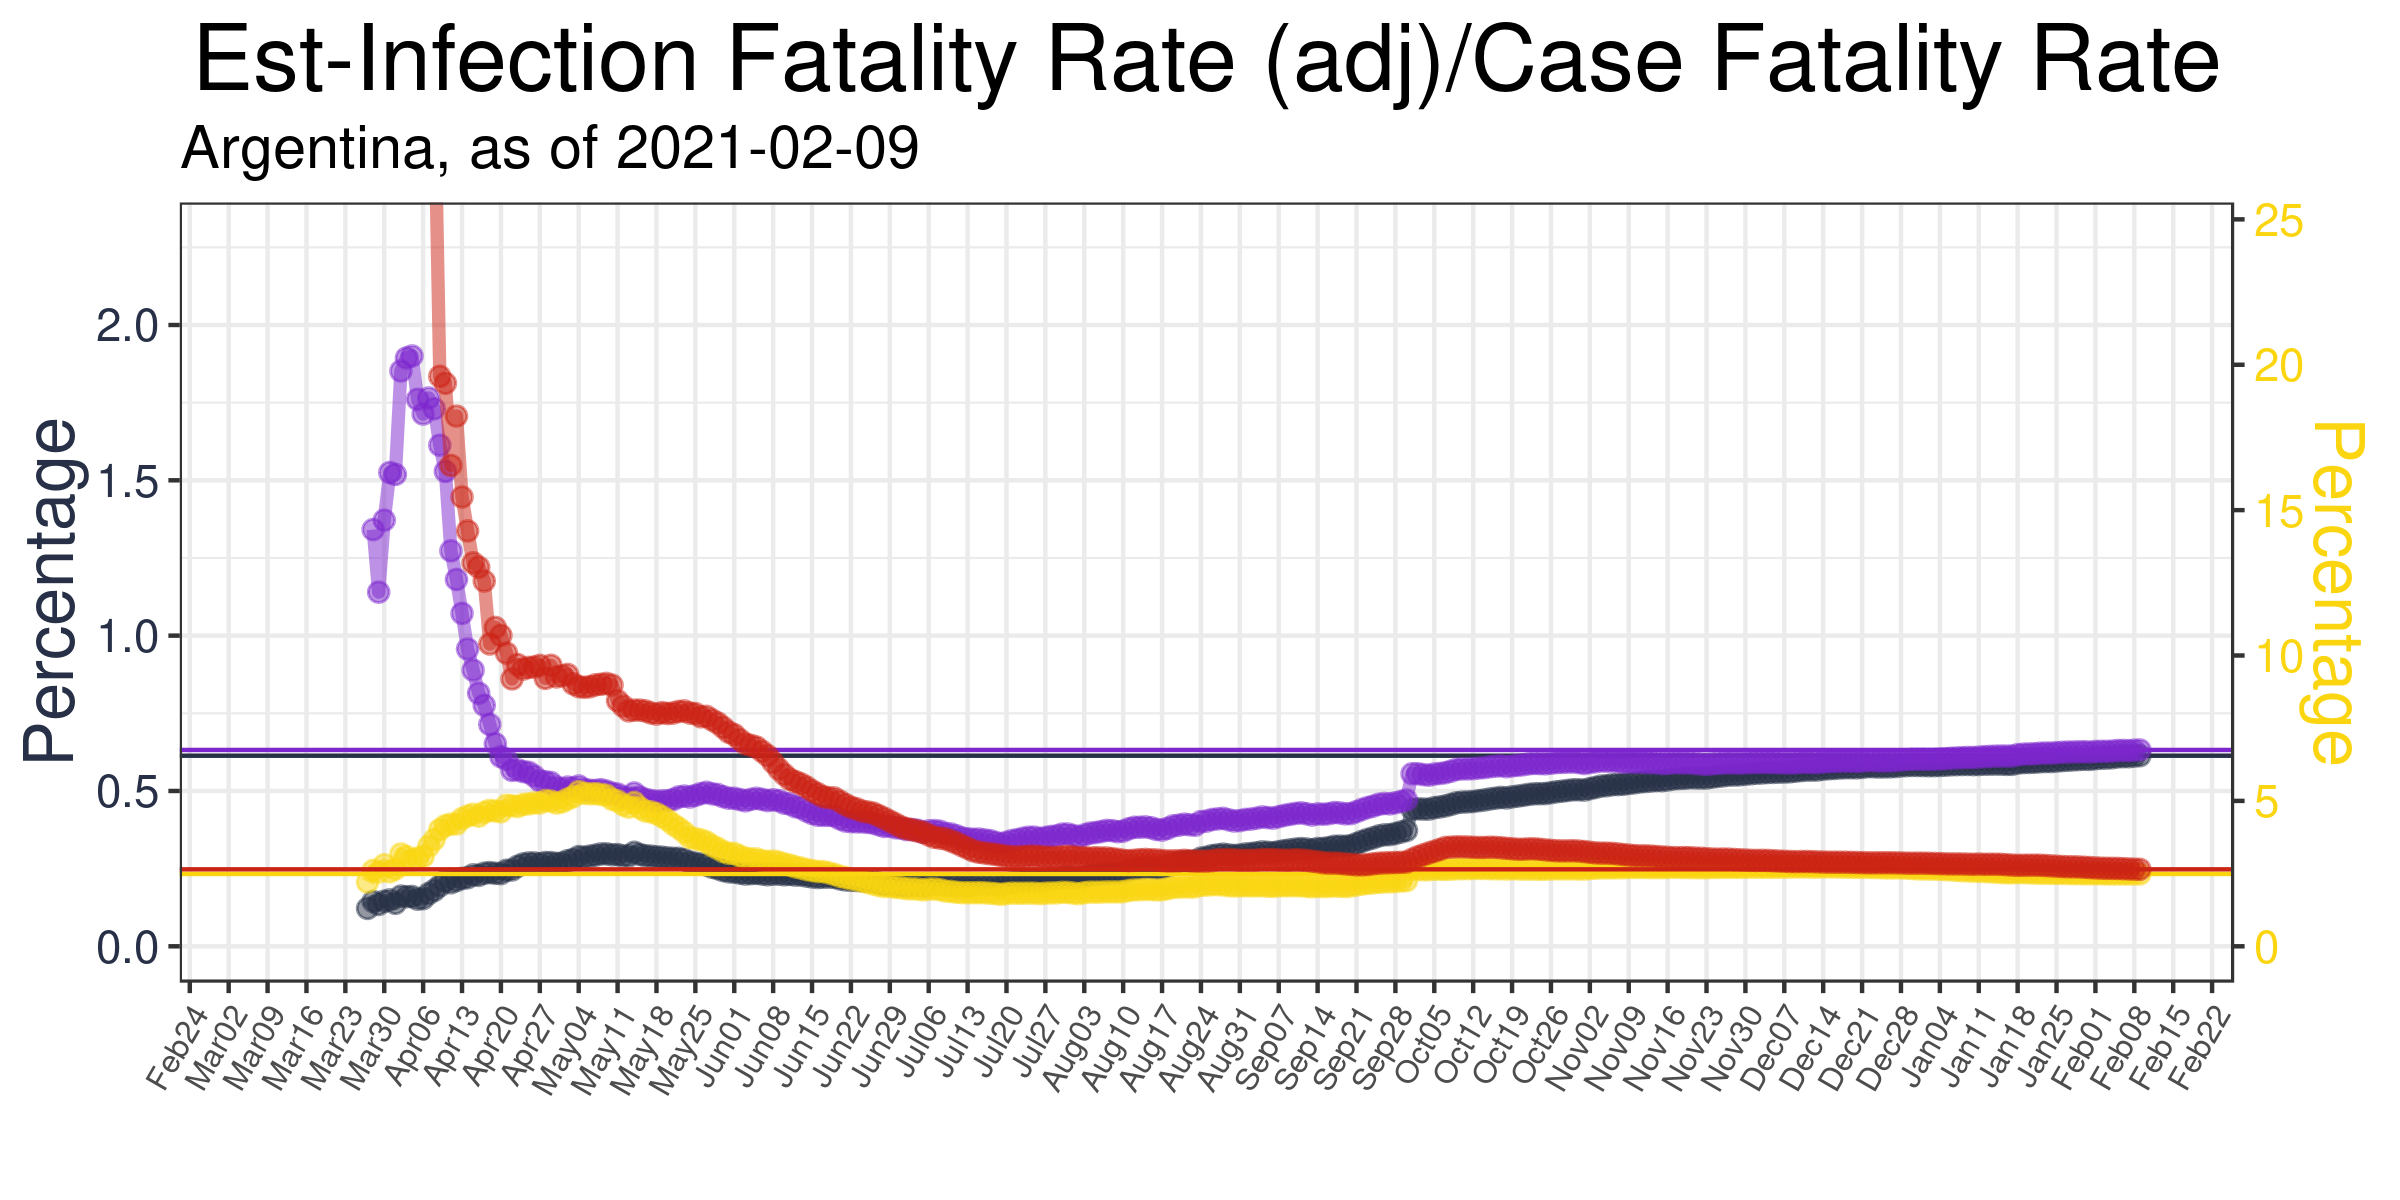 Est-Infection Fatality Rate (adj)/Case Fatality Rate
Argentina, as of 2021-02-09
Percentage
2.0
1.5
1.0
0.5
0.0
25
20
15
10
5
0
Percentage
Feb24
Mar02
Mar09
Mar16
Mar23
Mar30
Apr06
Apr13
Apr20
Apr27
May04
May11
May18
May25
Jun01
Jun08
Jun15
Jun22
Jun29
Jul06
Jul13
Jul20
Jul27
Aug03
Aug10
Aug17
Aug24
Aug31
Sep07
Sep14
Sep21
Sep28
Oct05
Oct12
Oct19
Oct26
Nov02
Nov09
Nov16
Nov23
Nov30
Dec07
Dec14
Dec21
Dec28
Jan04
Jan11
Jan18
Jan25
Feb01
Feb08
Feb15
Feb22